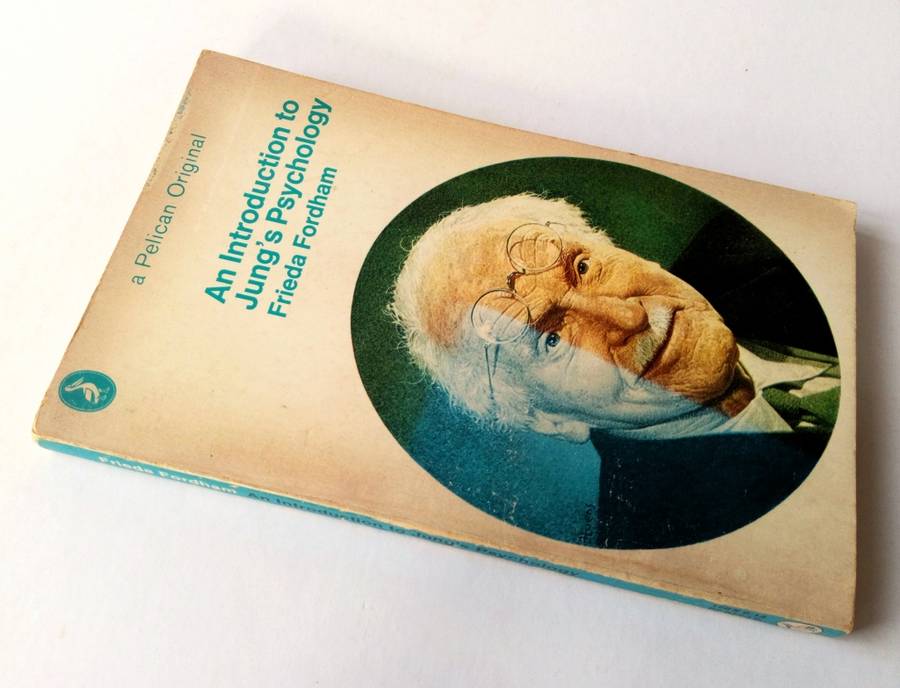 a Pelican Original
An Introduction to
Jung's Psychology
Frieda Fordham
Frieda Fordham An Introduction to Jung's Psychology